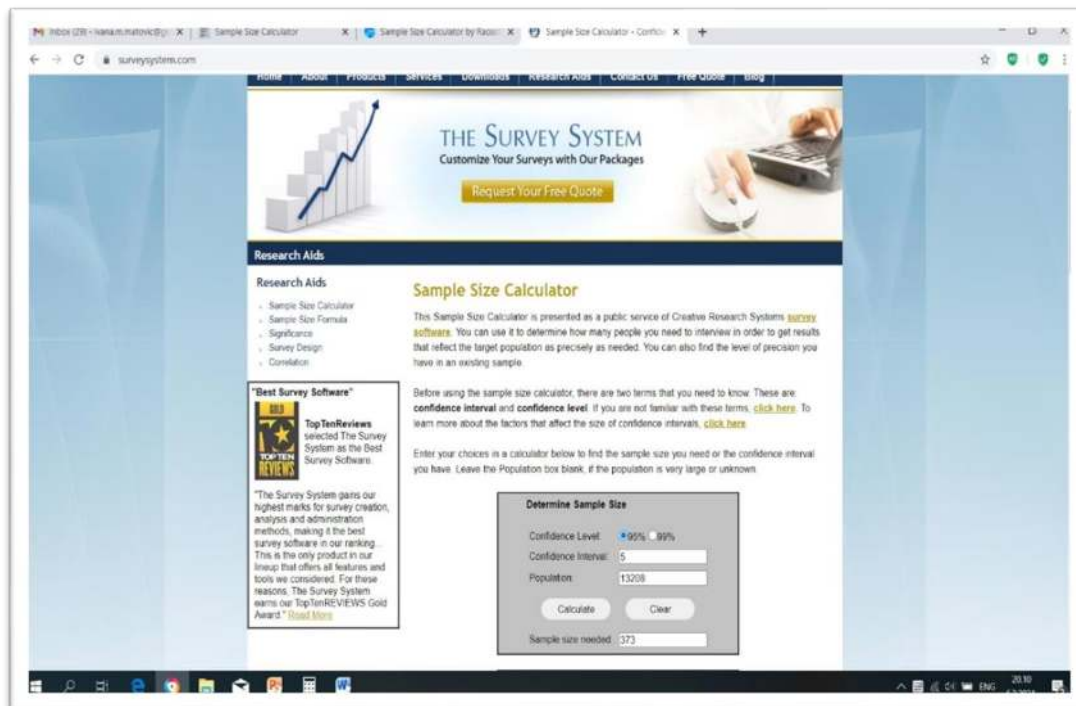 Sample Size Calculator
Sample Size Calculator by
Sample Size Calculator -
surveysystem.com
Home About Products Services Downloads Research Aids Contact Us Free Quote Blog
THE SURVEY SYSTEM
Customize Your Surveys with Our Packages
Request Your Free Quote
Research Aids
Research Aids
Sample Size Calculator
Sample Size Formula
Significance
Survey Design
Correlation
"Best Survey Software"
GOLD
TOP TEN
REVIEWS
TopTenReviews
selected The Survey
System as the Best
Survey Software.
"The Survey System gains our
highest marks for survey creation,
analysis and administration
methods, making it the best
survey software in our ranking...
This is the only product in our
lineup that offers all features and
tools we considered. For these
reasons, The Survey System
earns our TopTenREVIEWS Gold
Award." Read More
Sample Size Calculator
This Sample Size Calculator is presented as a public service of Creative Research Systems survey
software. You can use it to determine how many people you need to interview in order to get results
that reflect the target population as precisely as needed. You can also find the level of precision you
have in an existing sample.
Before using the sample size calculator, there are two terms that you need to know. These are
confidence interval and confidence level. If you are not familiar with these terms, click here. To
learn more about the factors that affect the size of confidence intervals, click here
Enter your choices in a calculator below to find the sample size you need or the confidence interval
you have. Leave the Population box blank, if the population is very large or unknown
Determine Sample Size
Confidence Level: 95% 99%
Confidence Interval: 5
Population: 13208
Calculate Clear
Sample size needed: 373
ENG
20.10